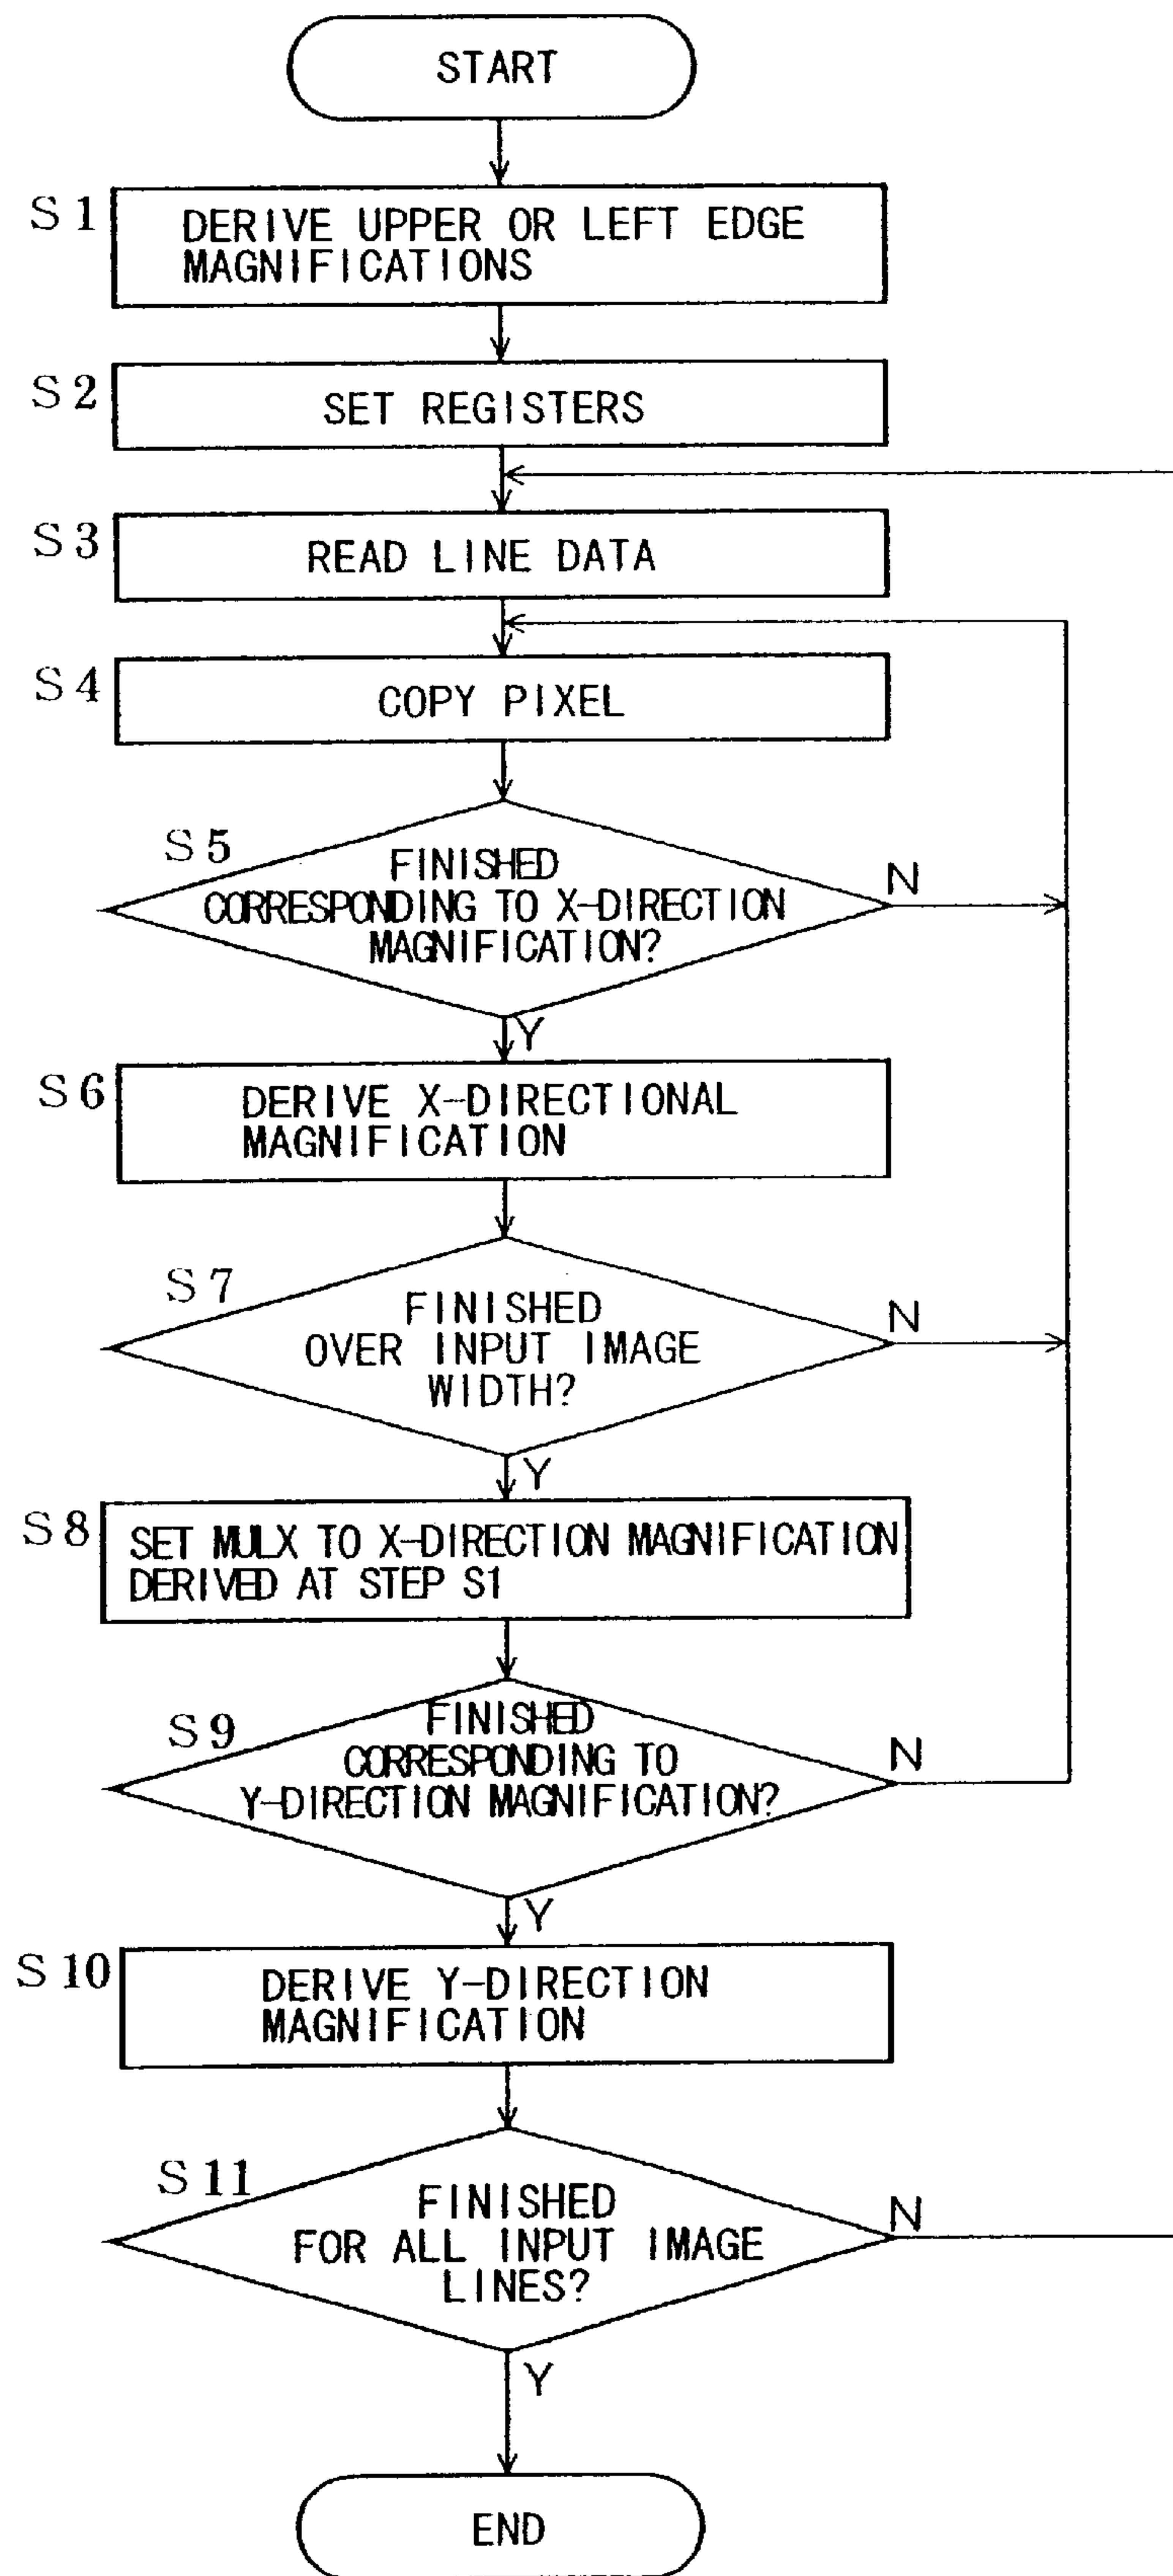 START
S1
DERIVE UPPER OR LEFT EDGE
MAGNIFICATIONS
S2
SET REGISTERS
S3
READ LINE DATA
S4
COPY PIXEL
S5
FINISHED
CORRESPONDING TO X-DIRECTION
MAGNIFICATION?
N
Y
S6
DERIVE X-DIRECTIONAL
MAGNIFICATION
S7
FINISHED
OVER INPUT IMAGE
WIDTH?
N
Y
S8
SET MULX TO X-DIRECTION MAGNIFICATION
DERIVED AT STEP S1
S9
FINISHED
CORRESPONDING TO
Y-DIRECTION MAGNIFICATION?
N
Y
S10
DERIVE Y-DIRECTION
MAGNIFICATION
S11
FINISHED
FOR ALL INPUT IMAGE
LINES?
N
Y
END